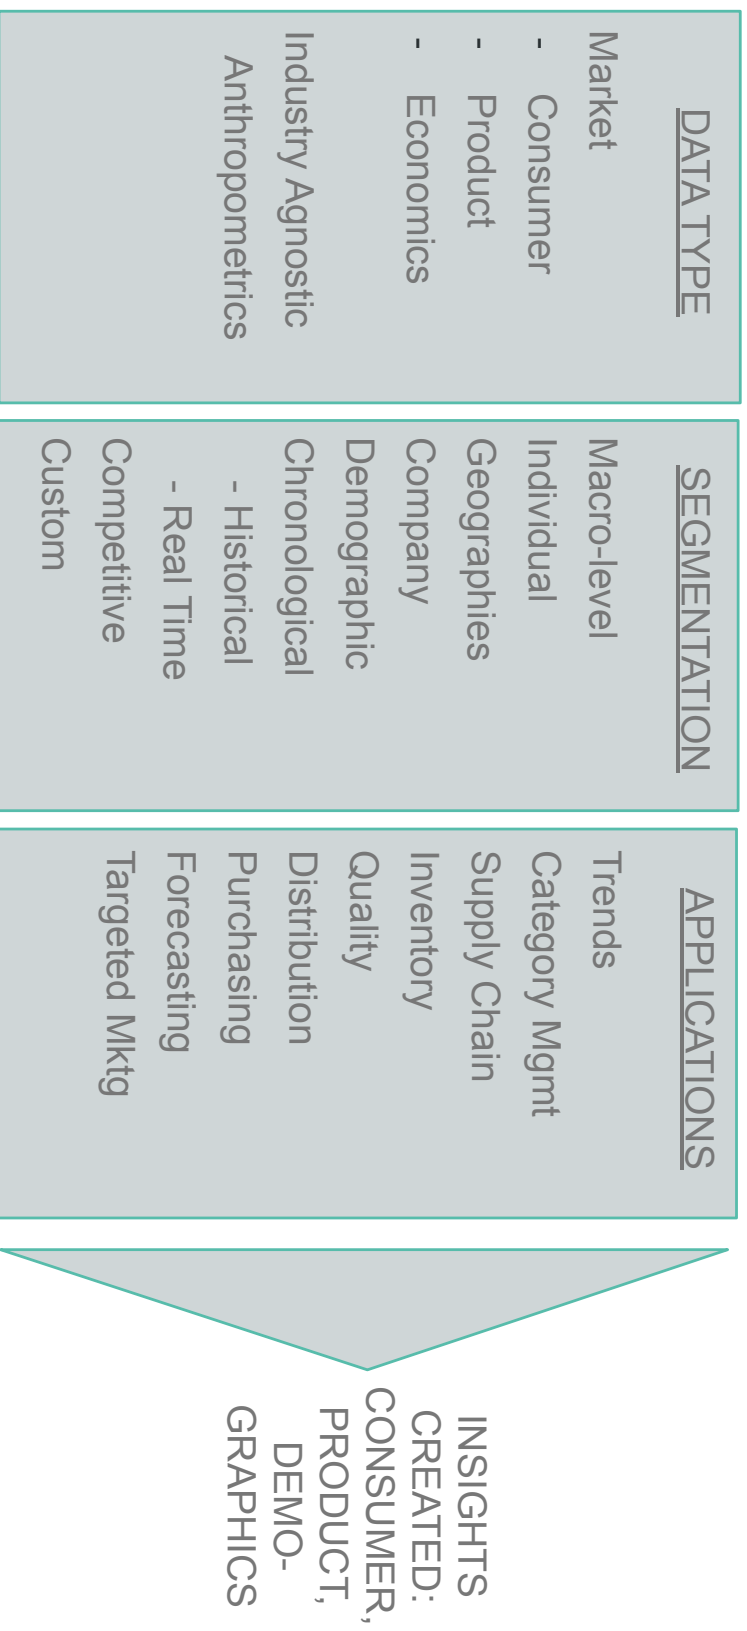 DATA TYPE
Market
- Consumer
- Product
- Economics
Industry Agnostic
Anthropometrics
SEGMENTATION
Macro-level
Individual
Geographies
Company
Demographic
Chronological
- Historical
- Real Time
Competitive
Custom
APPLICATIONS
Trends
Category Mgmt
Supply Chain
Inventory
Quality
Distribution
Purchasing
Forecasting
Targeted Mktg
INSIGHTS
CREATED:
CONSUMER,
PRODUCT,
DEMO-
GRAPHICS